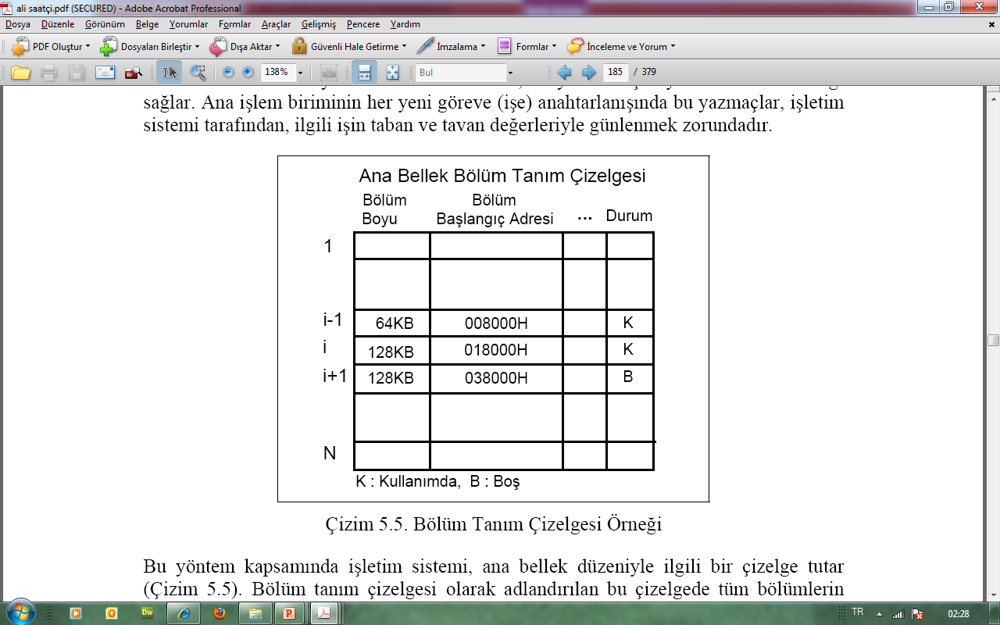 ali saatçi.pdf (SECURED) - Adobe Acrobat Professional
Dosya Düzenle Görünüm Belge Yorumlar Formlar Araçlar Gelişmiş Pencere Yardım
PDF Oluştur Dosyaları Birleştir Dışa Aktar Güvenli Hale Getirme İmzalama Formlar İnceleme ve Yorum
138% Bul 185 / 379
sağlar. Ana işlem biriminin her yeni göreve (işe) anahtarlanışında bu yazmaçlar, işletim
sistemi tarafından, ilgili işin taban ve tavan değerleriyle günlenmek zorundadır.
Ana Bellek Bölüm Tanım Çizelgesi
Bölüm Boyu Bölüm Başlangıç Adresi ... Durum
1
i-1 64KB 008000H K
i 128KB 018000H K
i+1 128KB 038000H B
N
K : Kullanımda, B : Boş
Çizim 5.5. Bölüm Tanım Çizelgesi Örneği
Bu yöntem kapsamında işletim sistemi, ana bellek düzeniyle ilgili bir çizelge tutar
(Çizim 5.5). Bölüm tanım çizelgesi olarak adlandırılan bu çizelgede tüm bölümlerin
TR 02:28